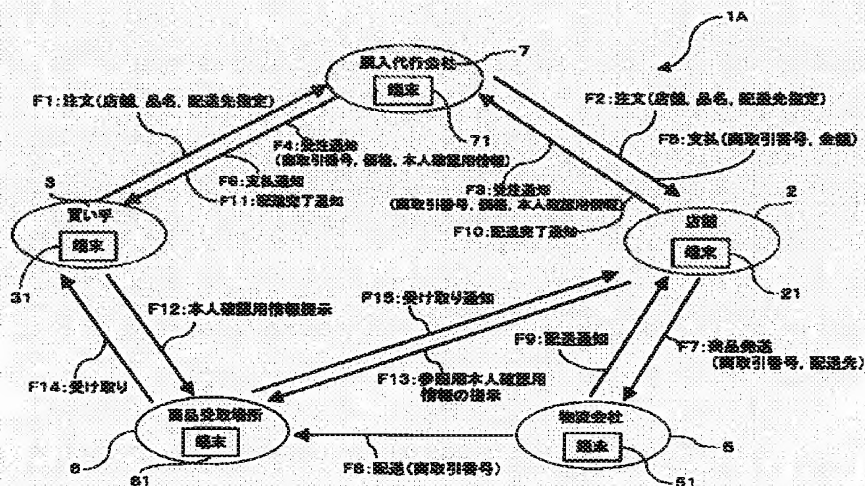 1A
購入代行会社
7
端末
71
F1:注文(店舗, 品名, 配送先指定)
F2:注文(店舗, 品名, 配送先指定)
F4:受注通知
(商取引番号, 価格, 本人確認用情報)
F5:支払(商取引番号, 金額)
F6:支払通知
F11:配送完了通知
F3:受注通知
(商取引番号, 価格, 本人確認用情報)
F10:配送完了通知
3
買い手
端末
31
2
店舗
端末
21
F12:本人確認用情報提示
F15:受け取り通知
F9:配送通知
F7:商品発送
(商取引番号, 配送先)
F14:受け取り
F13:参照用本人確認用
情報の提示
商品受取場所
端末
6
61
物流会社
端末
5
51
F8:配送(商取引番号)